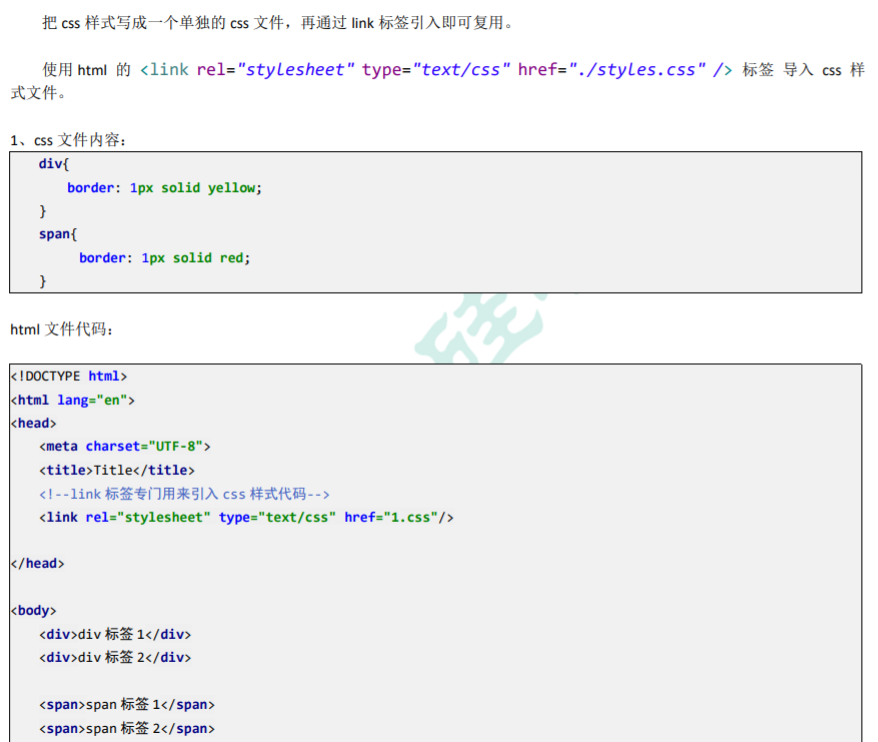 把 css 样式写成一个单独的 css 文件，再通过 link 标签引入即可复用。
使用 html 的 <link rel="stylesheet" type="text/css" href="./styles.css" /> 标签 导入 css 样
式文件。
1、css 文件内容：
div{
border: 1px solid yellow;
}
span{
border: 1px solid red;
}
html 文件代码：
<!DOCTYPE html>
<html lang="en">
<head>
<meta charset="UTF-8">
<title>Title</title>
<!--link 标签专门用来引入 css 样式代码-->
<link rel="stylesheet" type="text/css" href="1.css"/>
</head>
<body>
<div>div 标签 1</div>
<div>div 标签 2</div>
<span>span 标签 1</span>
<span>span 标签 2</span>